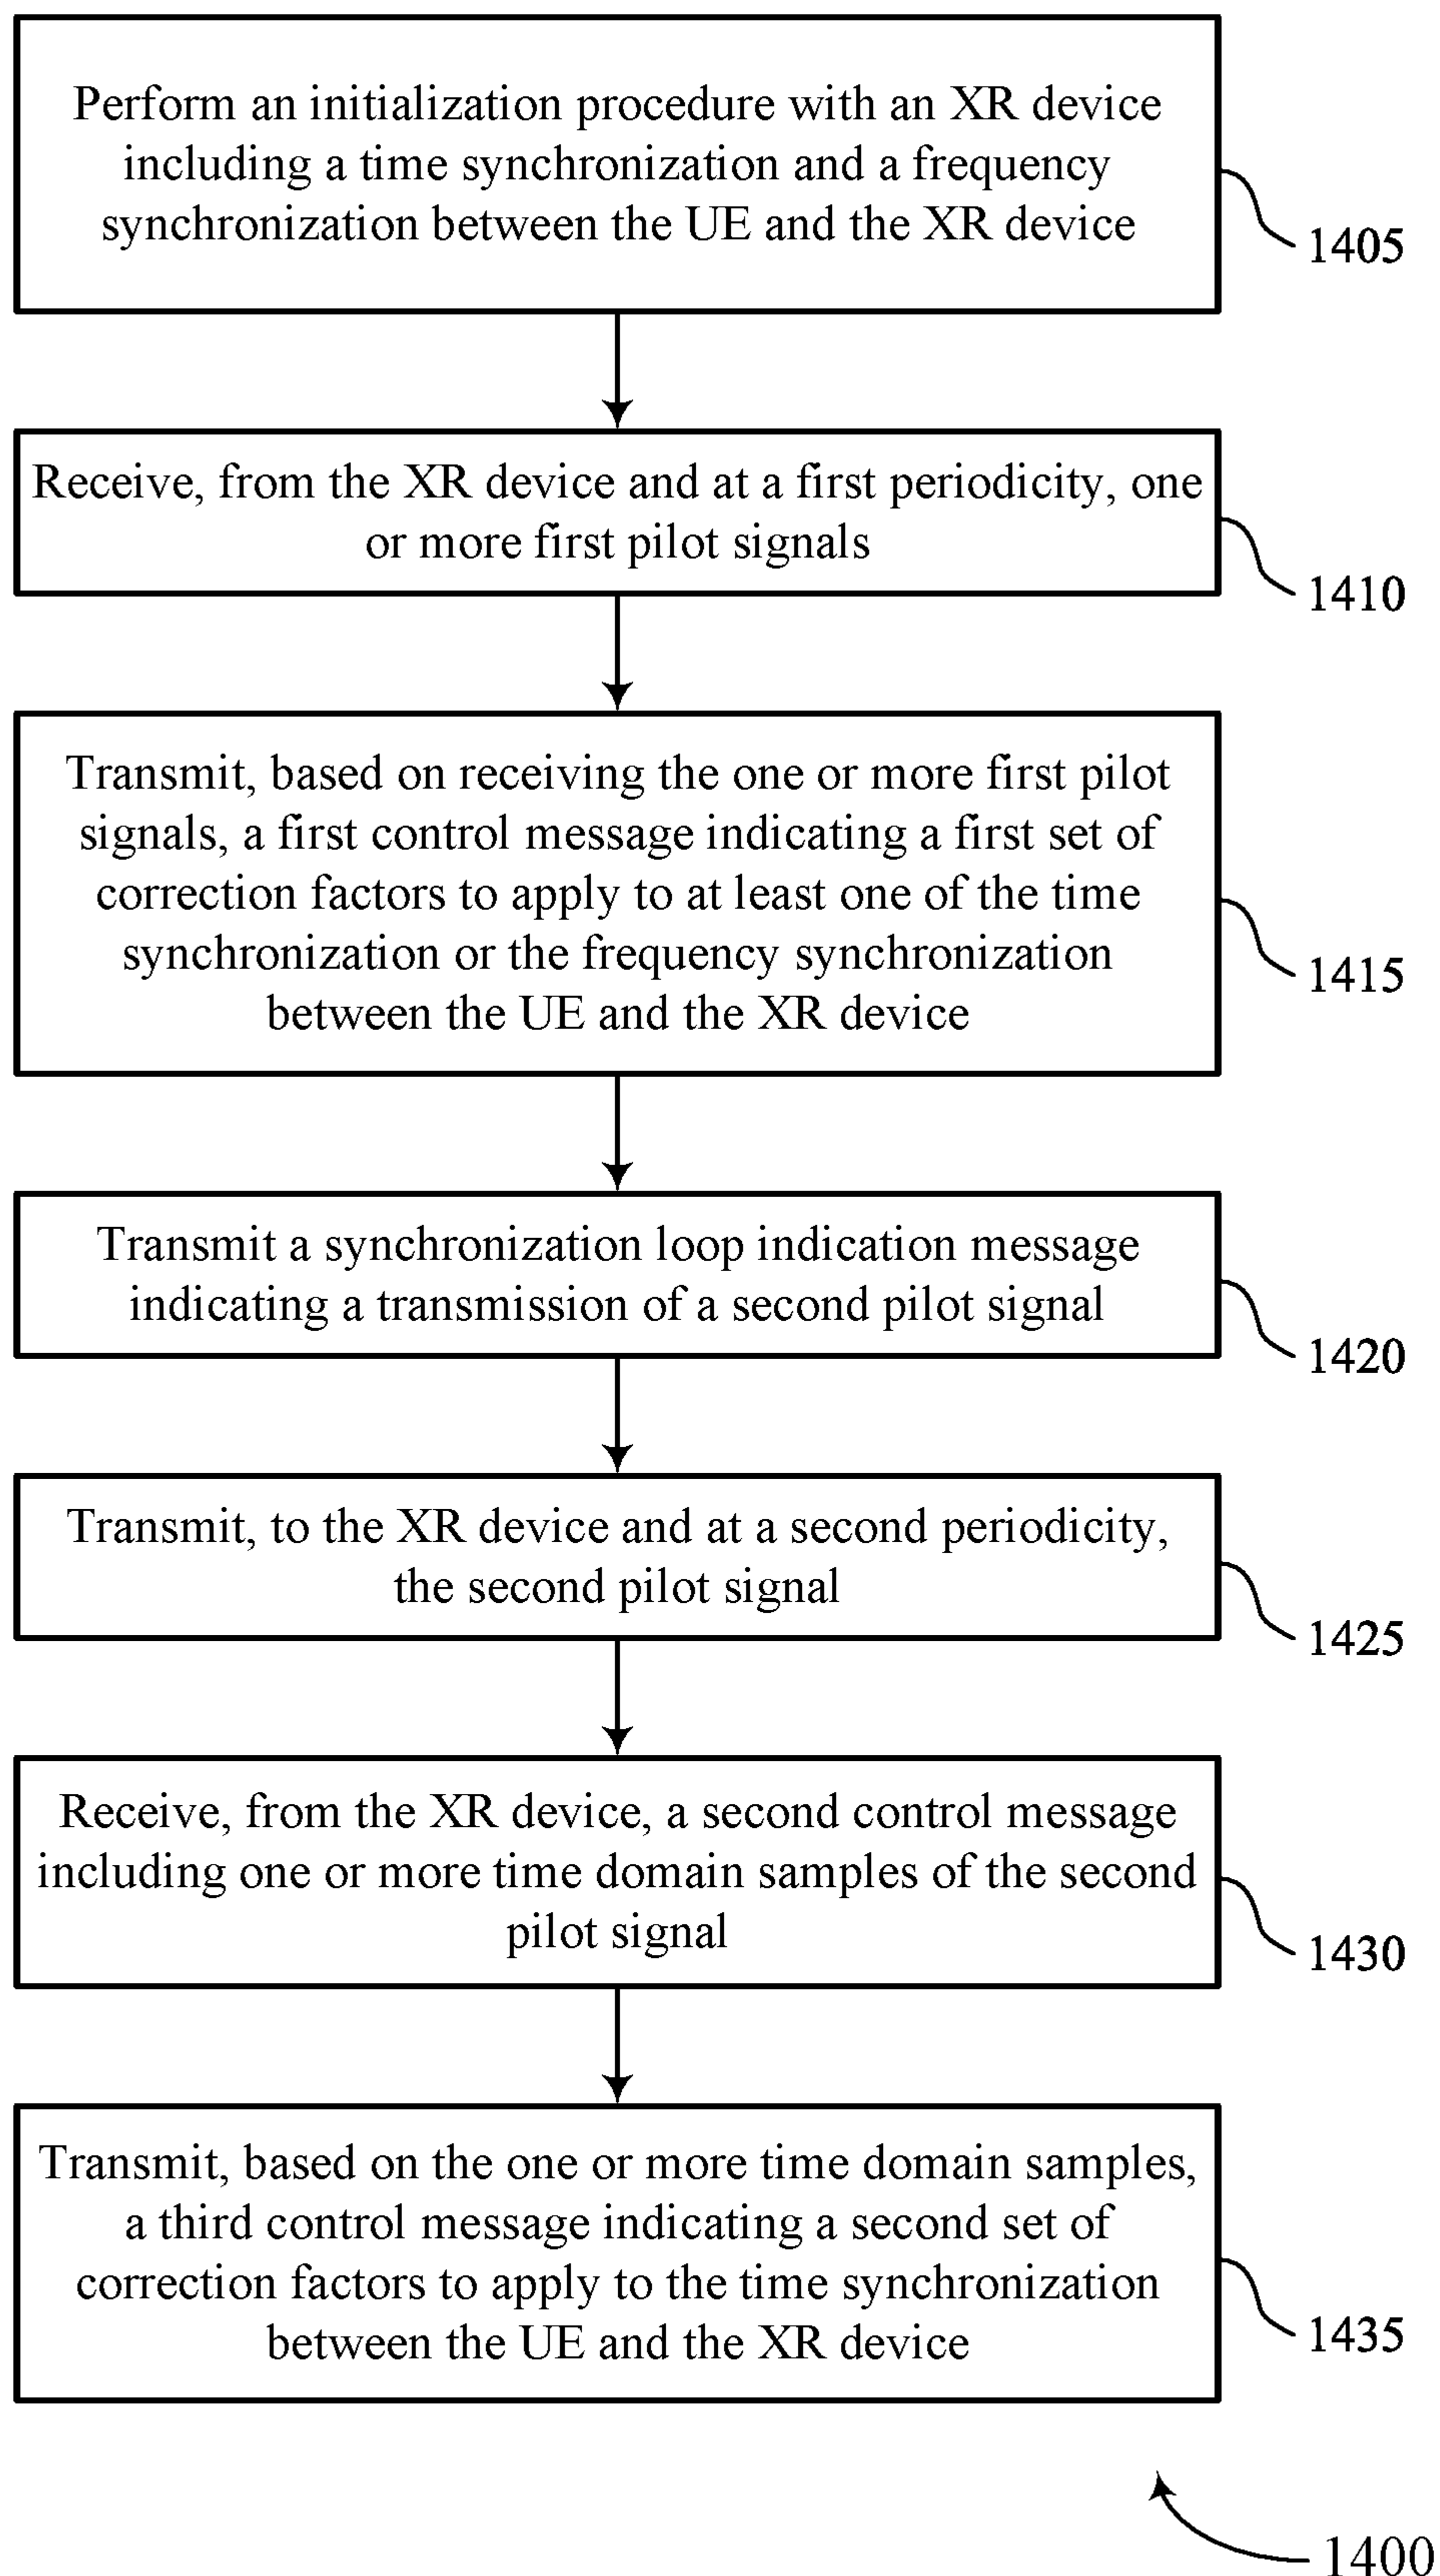 Perform an initialization procedure with an XR device
including a time synchronization and a frequency
synchronization between the UE and the XR device
1405
Receive, from the XR device and at a first periodicity, one
or more first pilot signals
1410
Transmit, based on receiving the one or more first pilot
signals, a first control message indicating a first set of
correction factors to apply to at least one of the time
synchronization or the frequency synchronization
between the UE and the XR device
1415
Transmit a synchronization loop indication message
indicating a transmission of a second pilot signal
1420
Transmit, to the XR device and at a second periodicity,
the second pilot signal
1425
Receive, from the XR device, a second control message
including one or more time domain samples of the second
pilot signal
1430
Transmit, based on the one or more time domain samples,
a third control message indicating a second set of
correction factors to apply to the time synchronization
between the UE and the XR device
1435
1400